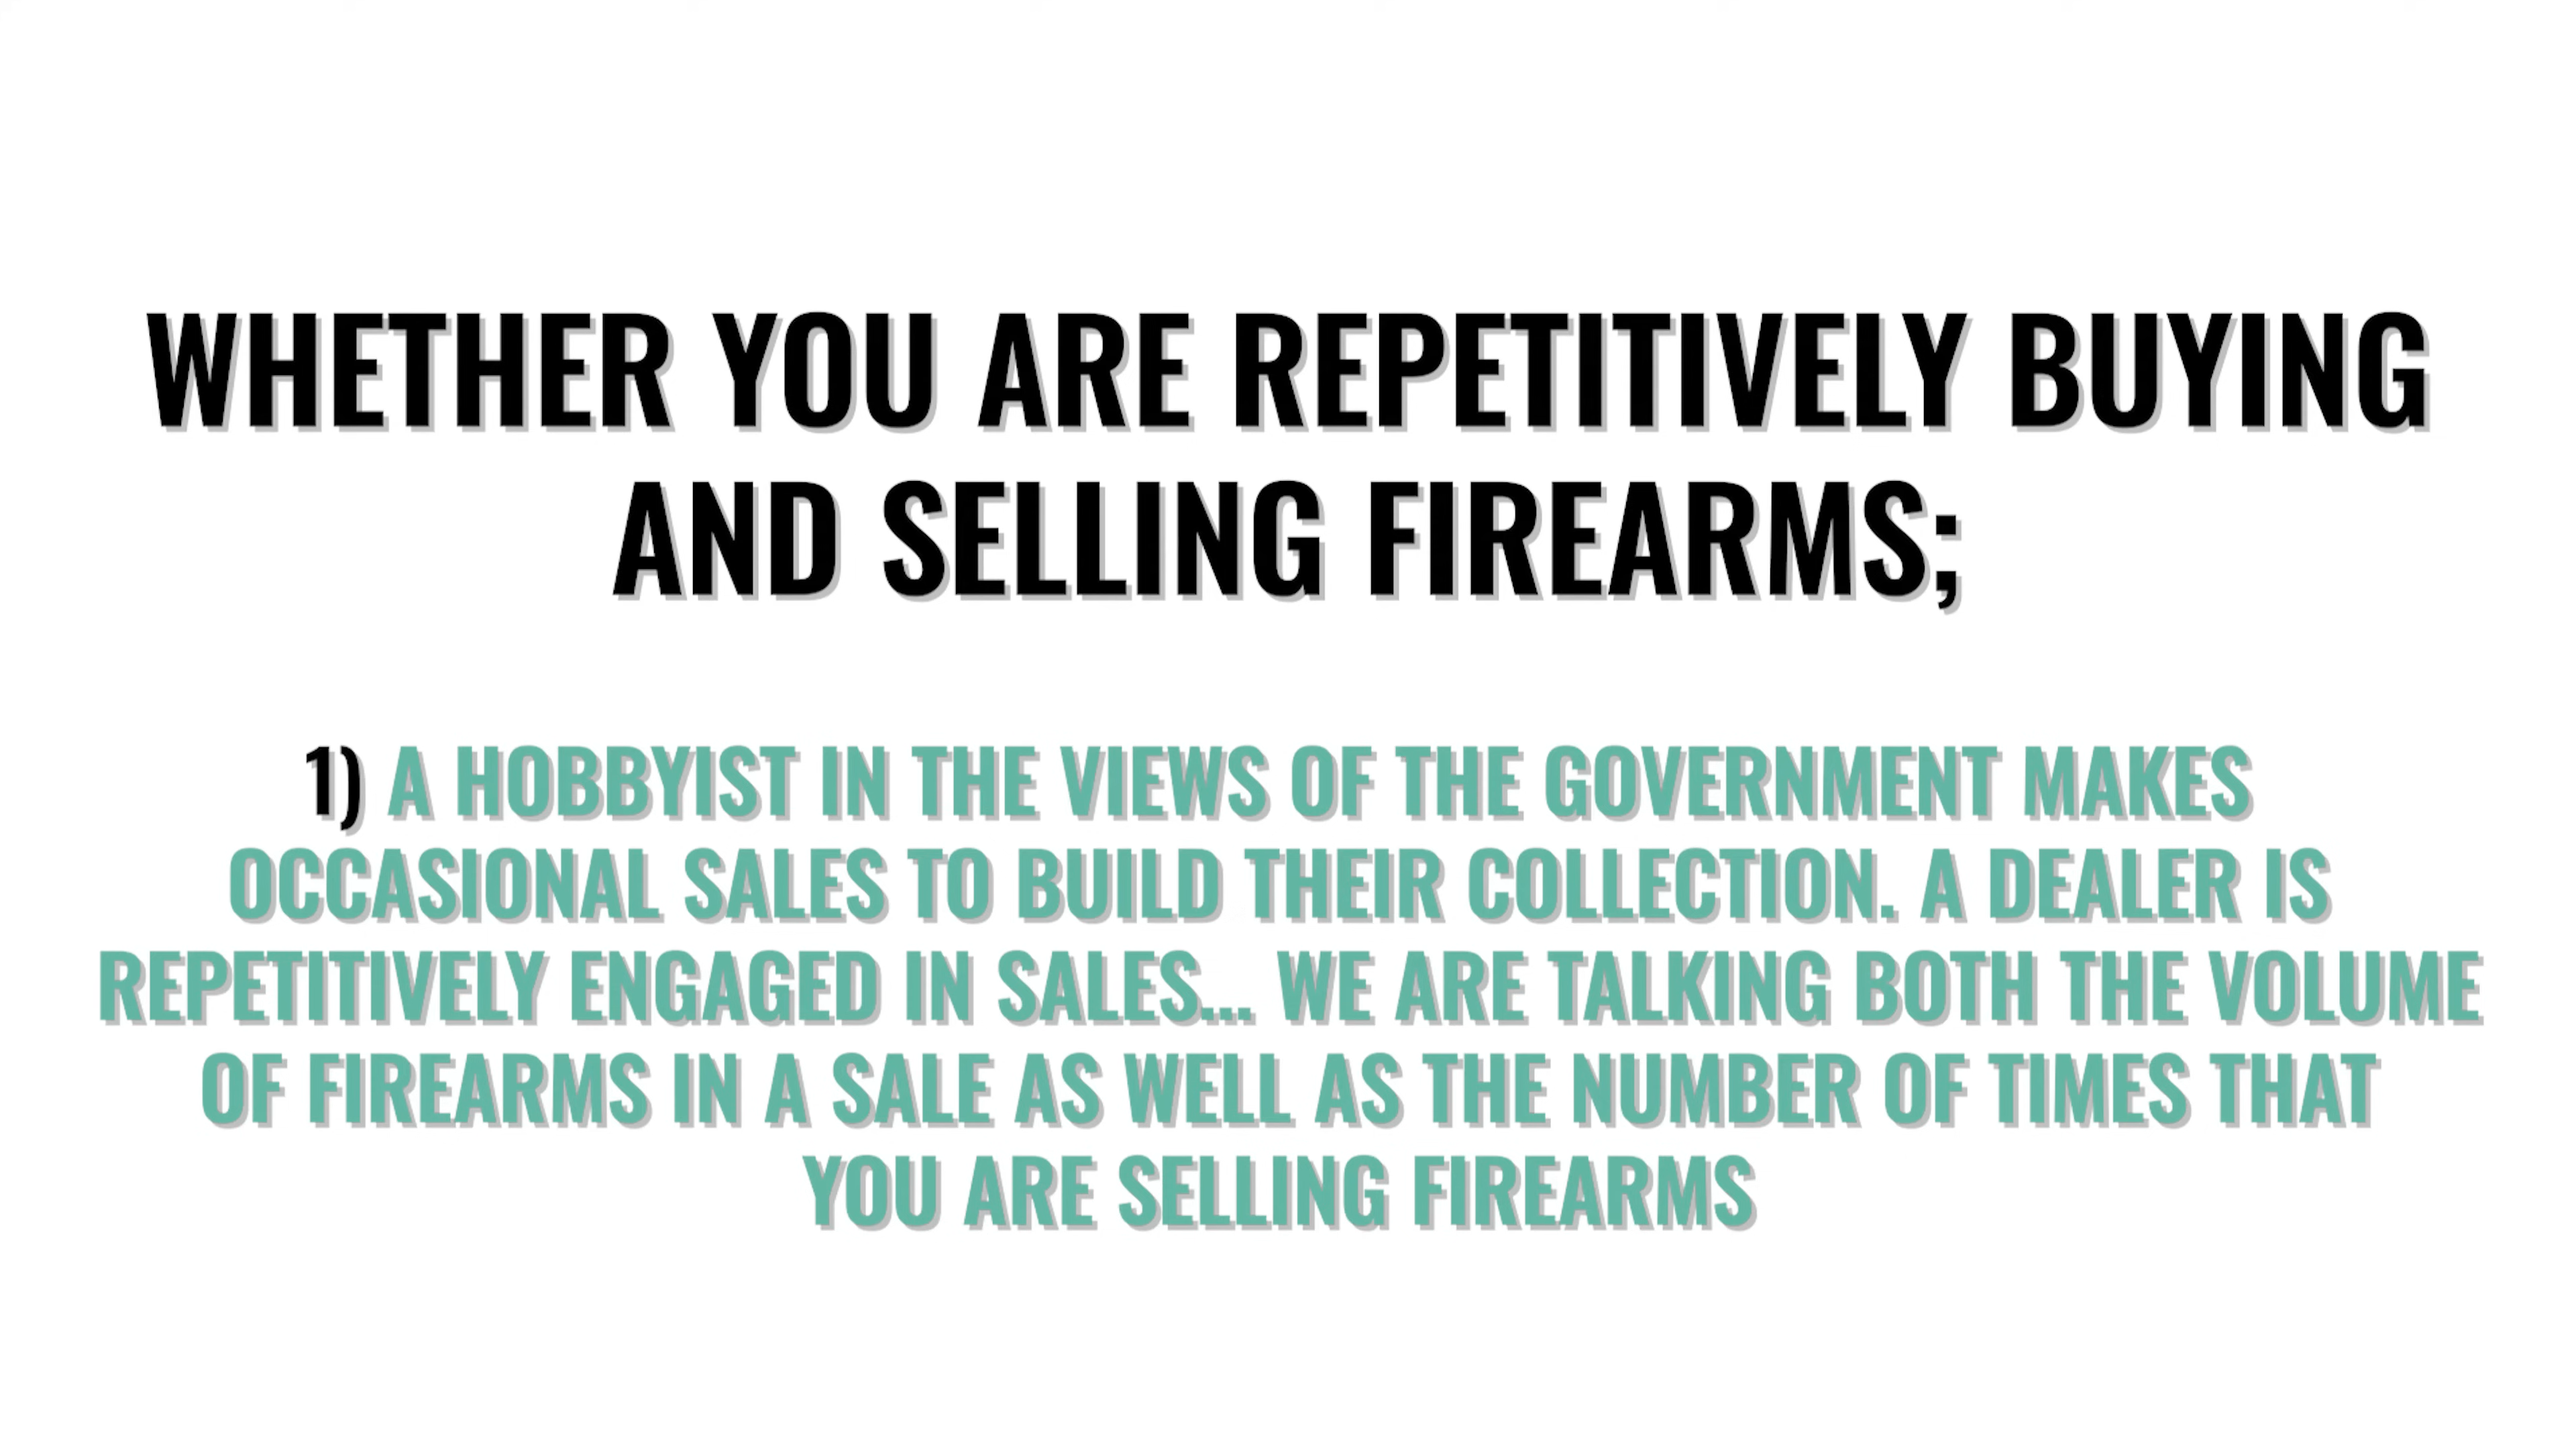 WHETHER YOU ARE REPETITIVELY BUYING
AND SELLING FIREARMS;
1) A HOBBYIST IN THE VIEWS OF THE GOVERNMENT MAKES
OCCASIONAL SALES TO BUILD THEIR COLLECTION. A DEALER IS
REPETITIVELY ENGAGED IN SALES... WE ARE TALKING BOTH THE VOLUME
OF FIREARMS IN A SALE AS WELL AS THE NUMBER OF TIMES THAT
YOU ARE SELLING FIREARMS